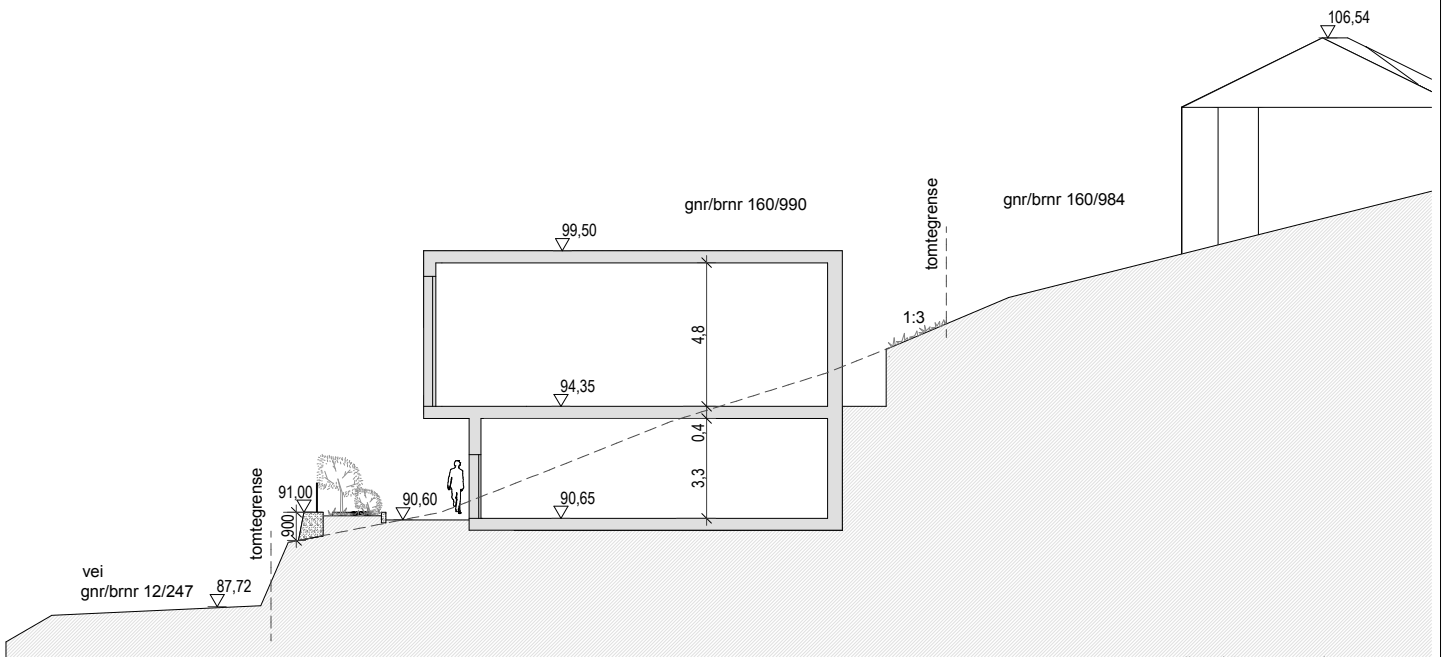 106,54
gnr/brnr 160/990
gnr/brnr 160/984
tomtegrense
99,50
1:3
4,8
94,35
0,4
3,3
tomtegrense
91,00
900
90,60
90,65
vei
gnr/brnr 12/247
87,72